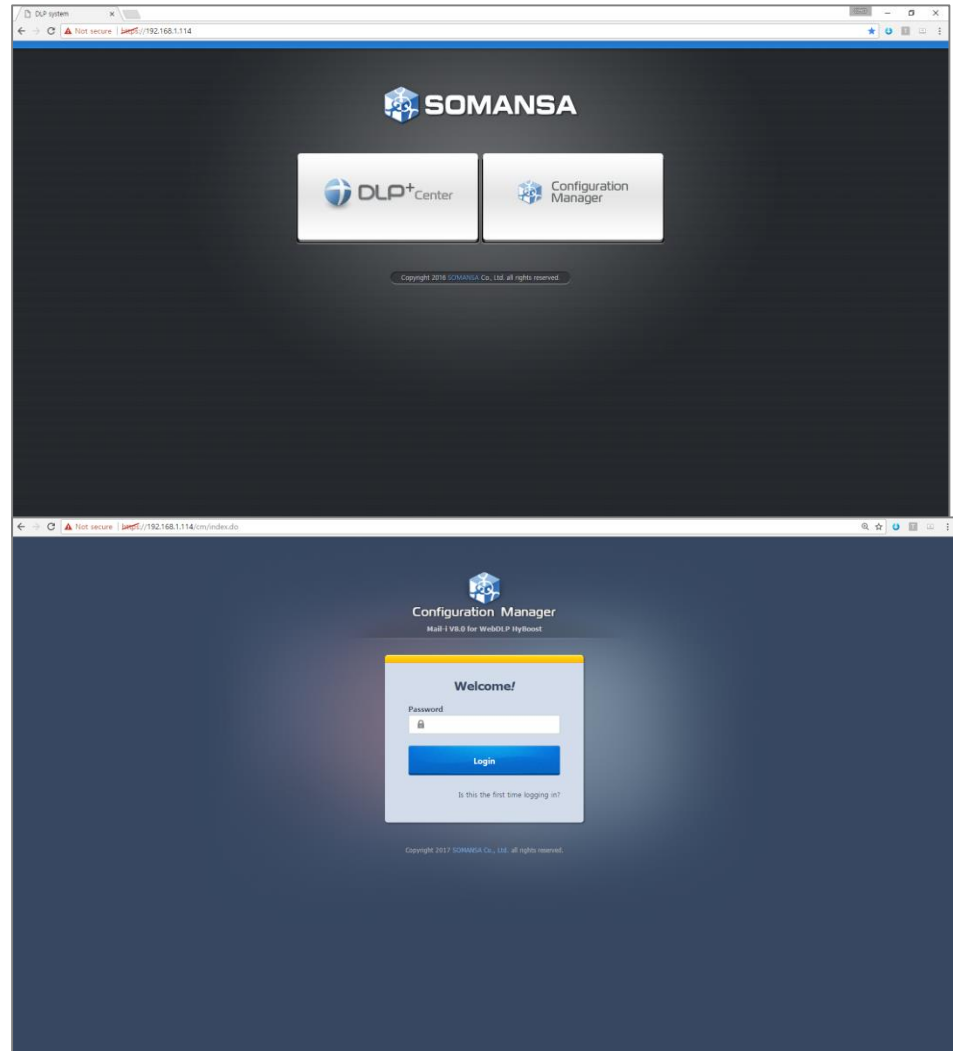 DLP system
Not secure | https://192.168.1.114
SOMANSA
DLP+ Center
Configuration
Manager
Copyright 2016 SOMANSA Co., Ltd. all rights reserved.
Not secure | https://192.168.1.114/cm/index.do
Configuration Manager
Mail-i V8.0 for WebDLP HyBoost
Welcome!
Password
Login
Is this the first time logging in?
Copyright 2017 SOMANSA Co., Ltd. all rights reserved.